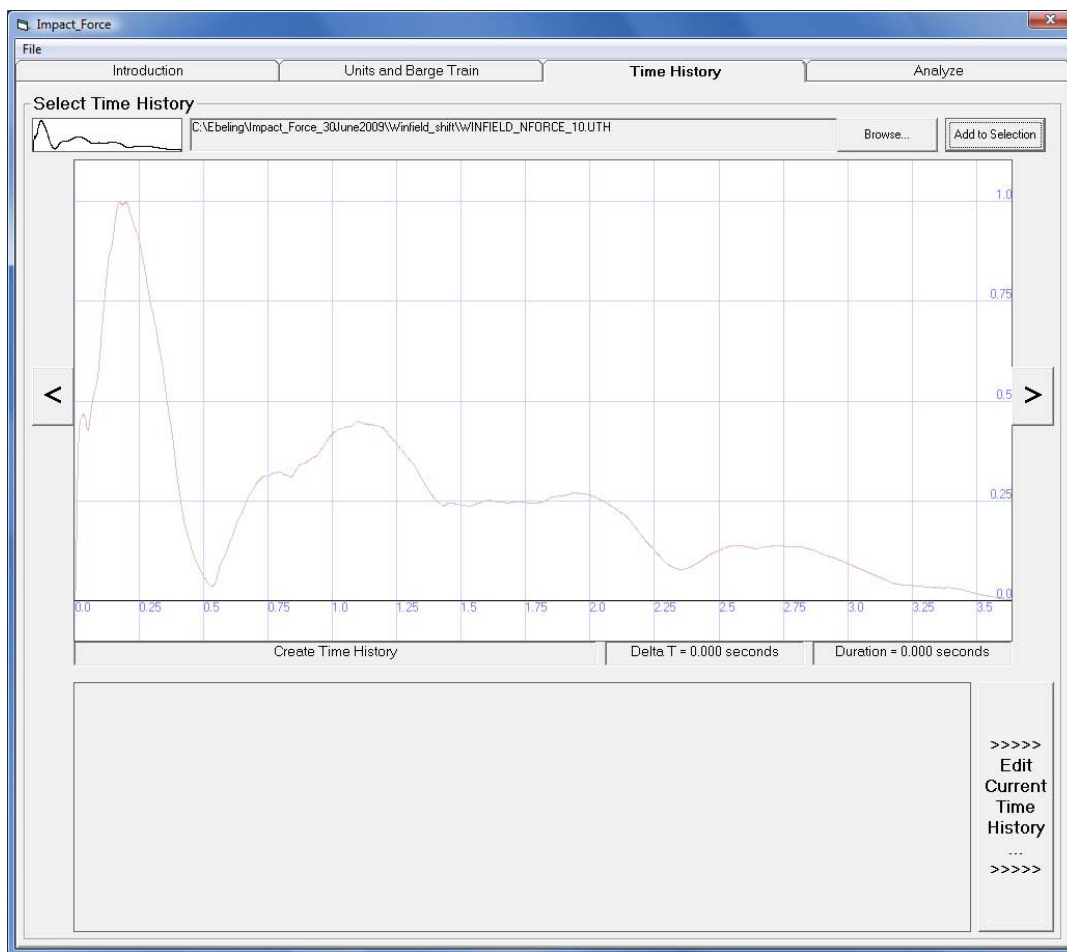 Impact_Force
x
File
Introduction
Units and Barge Train
Time History
Analyze
Select Time History
C:\Ebeling\Impact_Force_30June2009\Winfield_shift\WINFIELD_NFORCE_10.UTH
Browse...
Add to Selection
1.0
0.75
<
0.5
>
0.25
0.0
0.0 0.25 0.5 0.75 1.0 1.25 1.5 1.75 2.0 2.25 2.5 2.75 3.0 3.25 3.5
Create Time History
Delta T = 0.000 seconds
Duration = 0.000 seconds
>>>>>
Edit
Current
Time
History
...
>>>>>